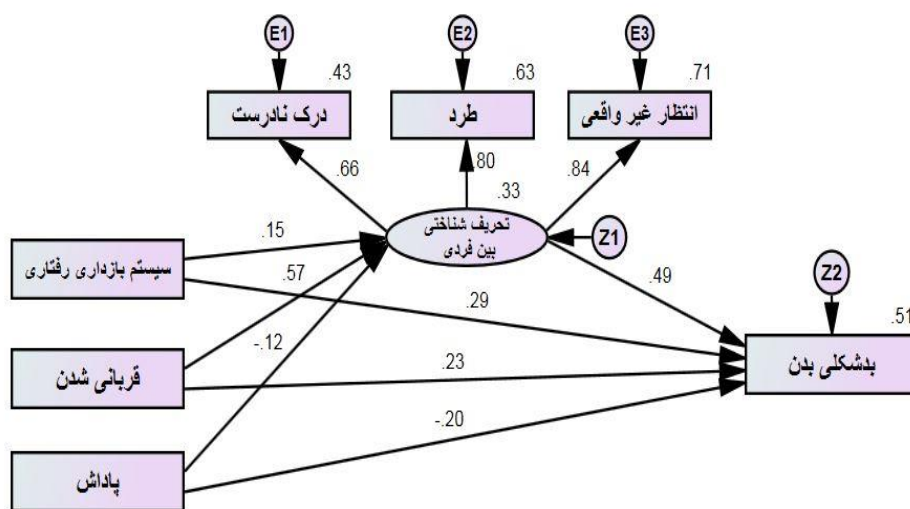 E1
E2
E3
.43
.63
.71
درک نادرست
طرد
انتظار غیر واقعی
.66
.80
.84
.33
تحریف شناختی
بین فردی
Z1
.15
سیستم بازداری رفتاری
.57
.29
.49
Z2
.51
-.12
قربانی شدن
.23
بدشکلی بدن
-.20
پاداش